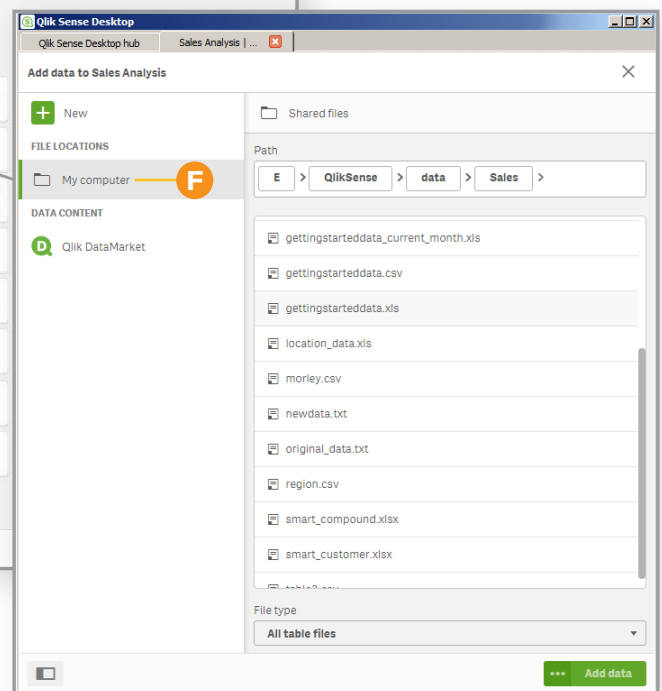 Qlik Sense Desktop
Qlik Sense Desktop hub
Sales Analysis | ...
Add data to Sales Analysis
New
FILE LOCATIONS
My computer
F
DATA CONTENT
Qlik DataMarket
Shared files
Path
E > QlikSense > data > Sales >
gettingstarteddata_current_month.xls
gettingstarteddata.csv
gettingstarteddata.xls
location_data.xls
morley.csv
newdata.txt
original_data.txt
region.csv
smart_compound.xlsx
smart_customer.xlsx
File type
All table files
Add data